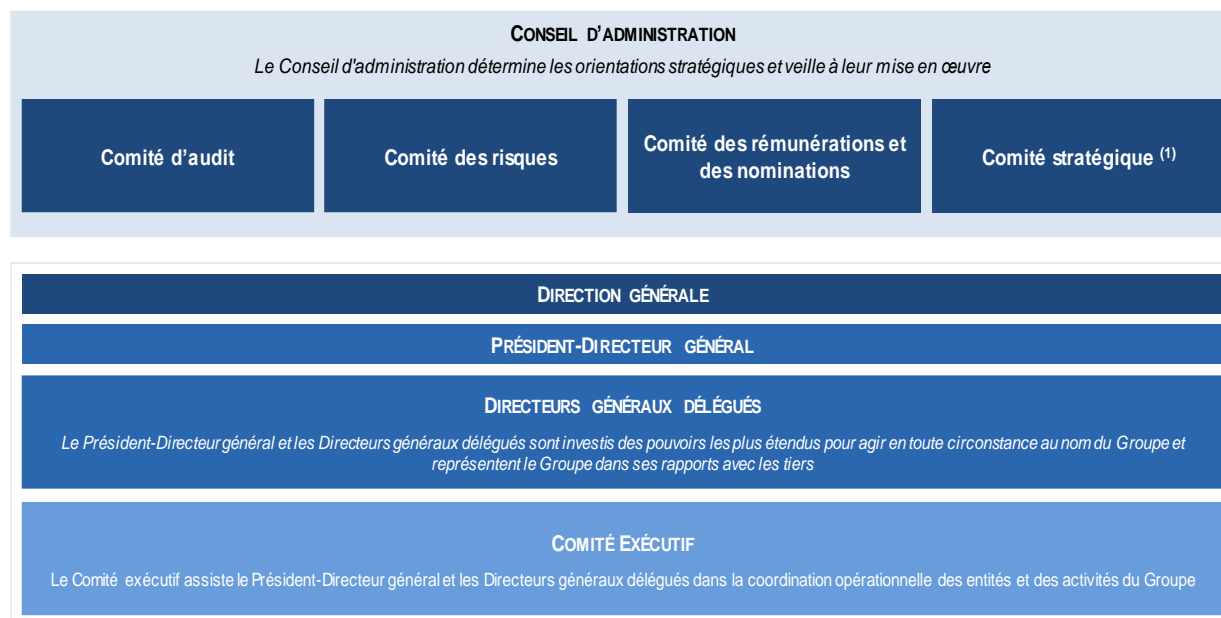 CONSEIL D’ADMINISTRATION
Le Conseil d'administration détermine les orientations stratégiques et veille à leur mise en œuvre
Comité d’audit
Comité des risques
Comité des rémunérations et
des nominations
Comité stratégique (1)
DIRECTION GÉNÉRALE
PRÉSIDENT-DIRECTEUR GÉNÉRAL
DIRECTEURS GÉNÉRAUX DÉLÉGUÉS
Le Président-Directeur général et les Directeurs généraux délégués sont investis des pouvoirs les plus étendus pour agir en toute circonstance au nom du Groupe et
représentent le Groupe dans ses rapports avec les tiers
COMITÉ EXÉCUTIF
Le Comité exécutif assiste le Président-Directeur général et les Directeurs généraux délégués dans la coordination opérationnelle des entités et des activités du Groupe